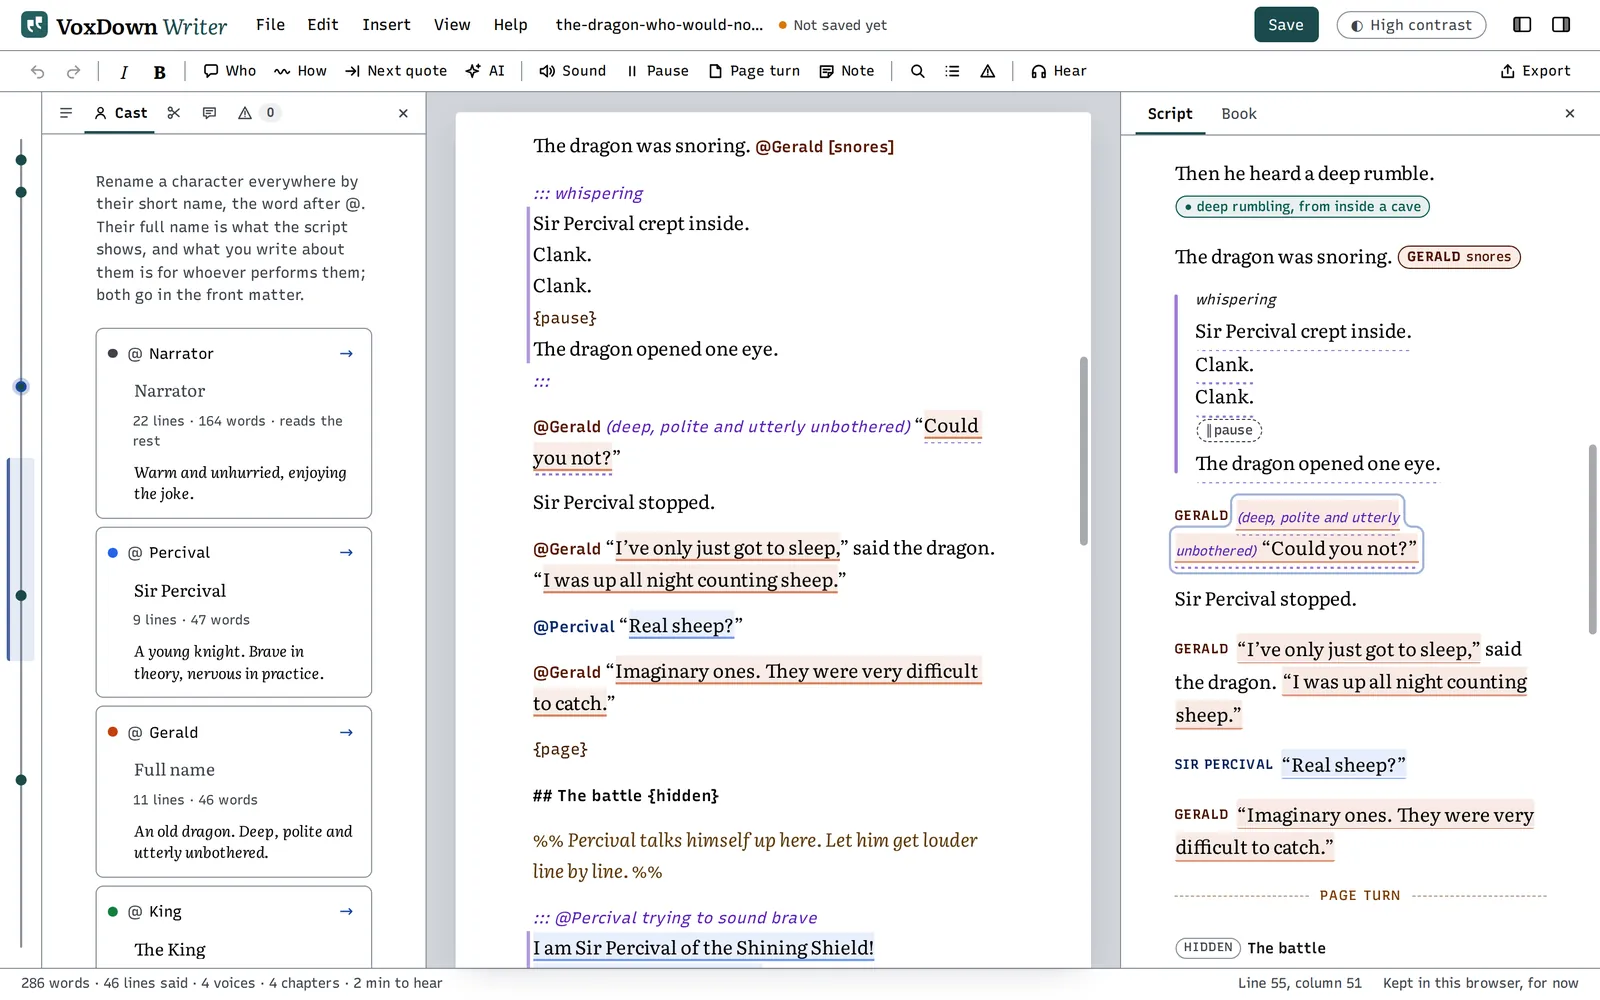 VoxDown Writer File Edit Insert View Help the-dragon-who-would-no... Not saved yet Save High contrast
I B Who How Next quote AI Sound Pause Page turn Note Hear Export
Cast 0
Rename a character everywhere by
their short name, the word after @.
Their full name is what the script
shows, and what you write about
them is for whoever performs them;
both go in the front matter.
@ Narrator →
Narrator
22 lines · 164 words · reads the
rest
Warm and unhurried, enjoying
the joke.
@ Percival →
Sir Percival
9 lines · 47 words
A young knight. Brave in
theory, nervous in practice.
@ Gerald →
Full name
11 lines · 46 words
An old dragon. Deep, polite and
utterly unbothered.
@ King →
The King
The dragon was snoring. @Gerald [snores]
::: whispering
Sir Percival crept inside.
Clank.
Clank.
{pause}
The dragon opened one eye.
:::
@Gerald (deep, polite and utterly unbothered) “Could
you not?”
Sir Percival stopped.
@Gerald “I’ve only just got to sleep,” said the dragon.
“I was up all night counting sheep.”
@Percival “Real sheep?”
@Gerald “Imaginary ones. They were very difficult
to catch.”
{page}
## The battle {hidden}
%% Percival talks himself up here. Let him get louder
line by line. %%
::: @Percival trying to sound brave
I am Sir Percival of the Shining Shield!
Script Book
Then he heard a deep rumble.
deep rumbling, from inside a cave
The dragon was snoring. GERALD snores
whispering
Sir Percival crept inside.
Clank.
Clank.
pause
The dragon opened one eye.
GERALD (deep, polite and utterly
unbothered) “Could you not?”
Sir Percival stopped.
GERALD “I’ve only just got to sleep,” said
the dragon. “I was up all night counting
sheep.”
SIR PERCIVAL “Real sheep?”
GERALD “Imaginary ones. They were very
difficult to catch.”
PAGE TURN
HIDDEN The battle
286 words · 46 lines said · 4 voices · 4 chapters · 2 min to hear Line 55, column 51 Kept in this browser, for now